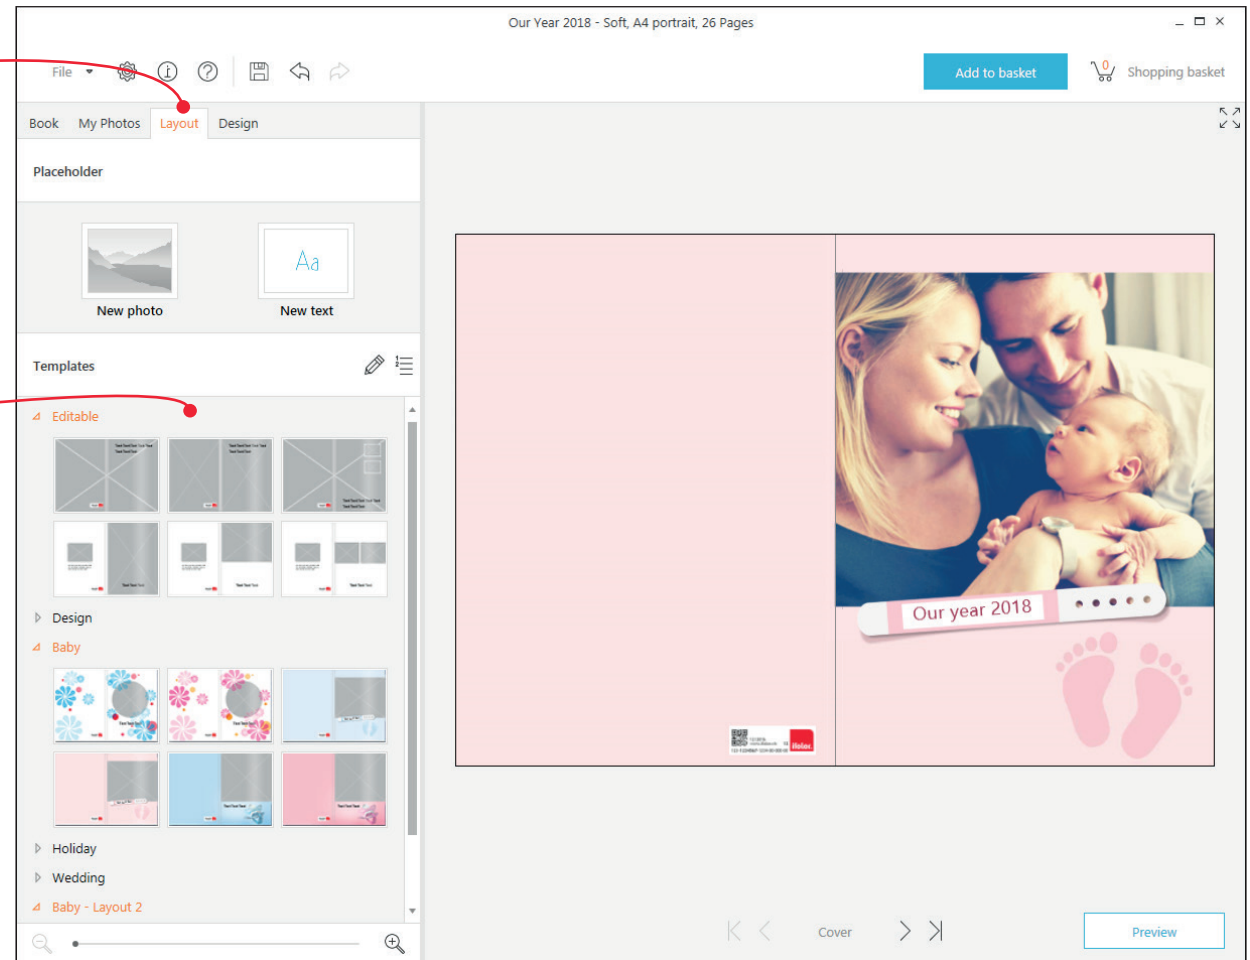 Our Year 2018 - Soft, A4 portrait, 26 Pages
File
Add to basket
0
Shopping basket
Book
My Photos
Layout
Design
Placeholder
Aa
New photo
New text
Templates
Editable
Design
Baby
Holiday
Wedding
Baby - Layout 2
Our year 2018
ifolor.
Cover
Preview